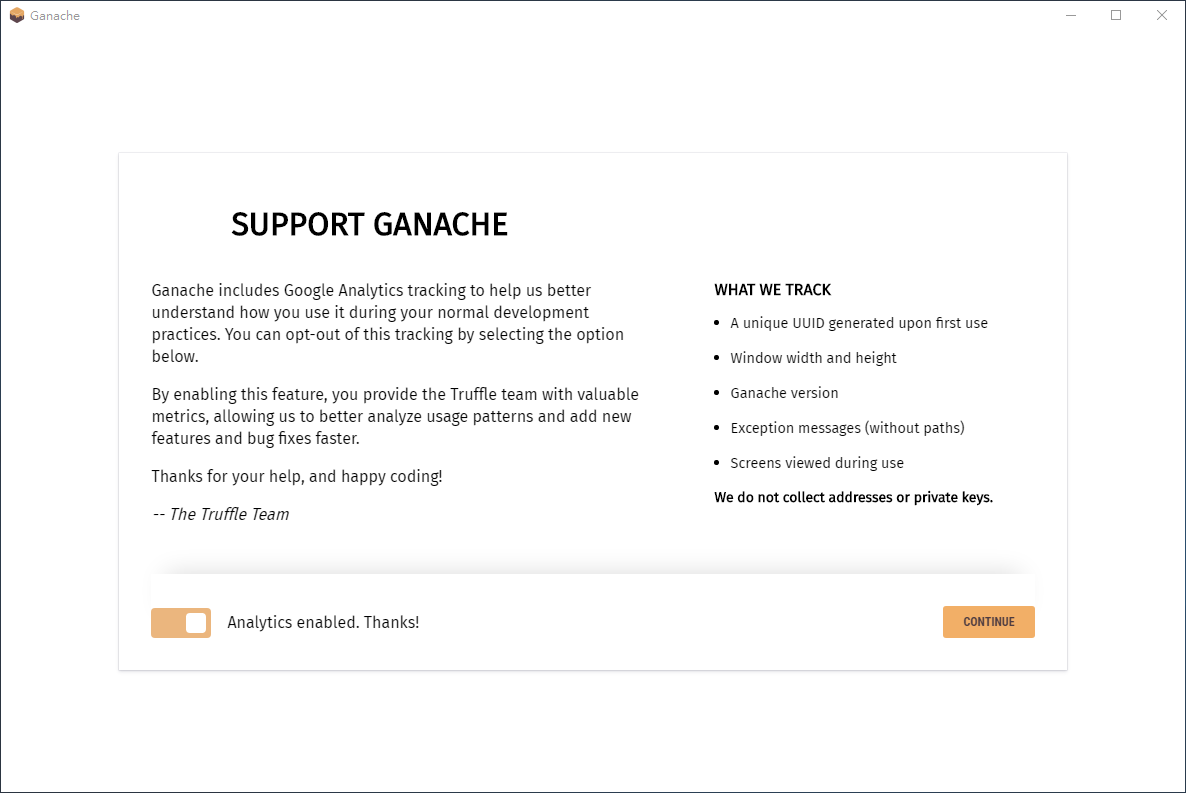 Ganache
SUPPORT GANACHE
Ganache includes Google Analytics tracking to help us better
understand how you use it during your normal development
practices. You can opt-out of this tracking by selecting the option
below.
By enabling this feature, you provide the Truffle team with valuable
metrics, allowing us to better analyze usage patterns and add new
features and bug fixes faster.
Thanks for your help, and happy coding!
-- The Truffle Team
WHAT WE TRACK
A unique UUID generated upon first use
Window width and height
Ganache version
Exception messages (without paths)
Screens viewed during use
We do not collect addresses or private keys.
Analytics enabled. Thanks!
CONTINUE